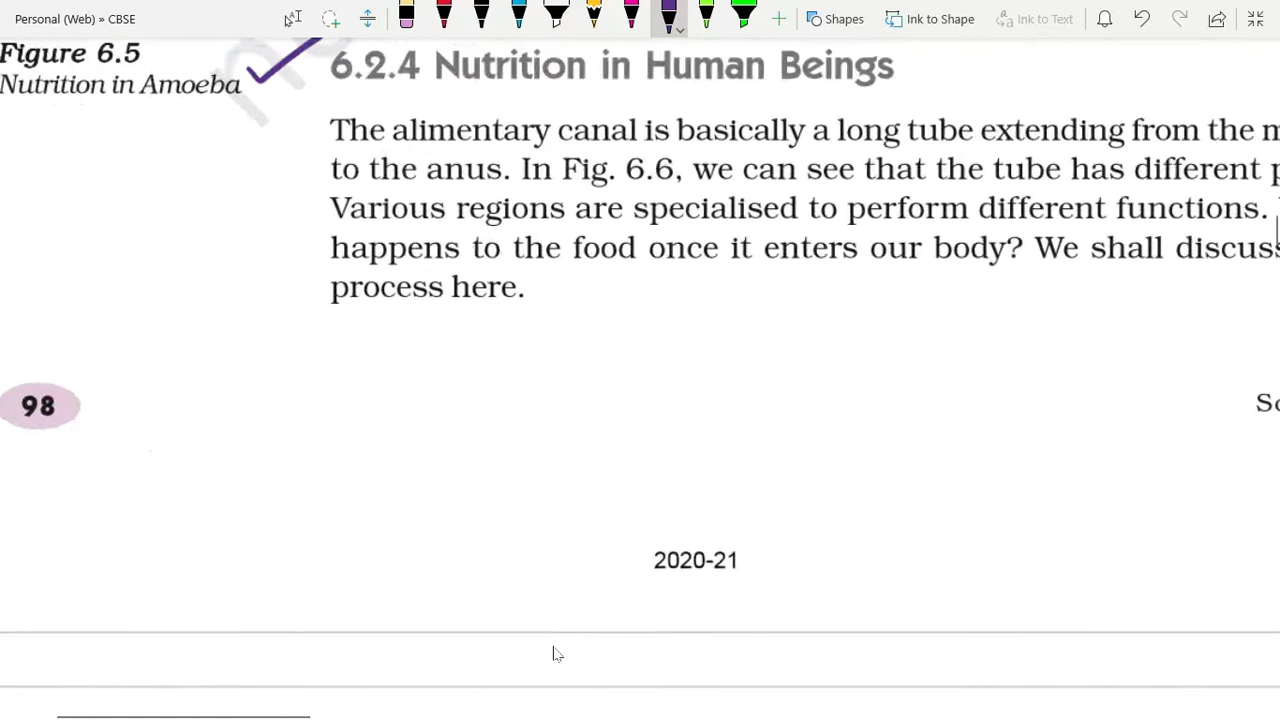 Personal (Web) » CBSE
Shapes
Ink to Shape
Ink to Text
Figure 6.5
Nutrition in Amoeba
6.2.4 Nutrition in Human Beings
The alimentary canal is basically a long tube extending from the
to the anus. In Fig. 6.6, we can see that the tube has different
Various regions are specialised to perform different functions.
happens to the food once it enters our body? We shall discuss
process here.
98
2020-21